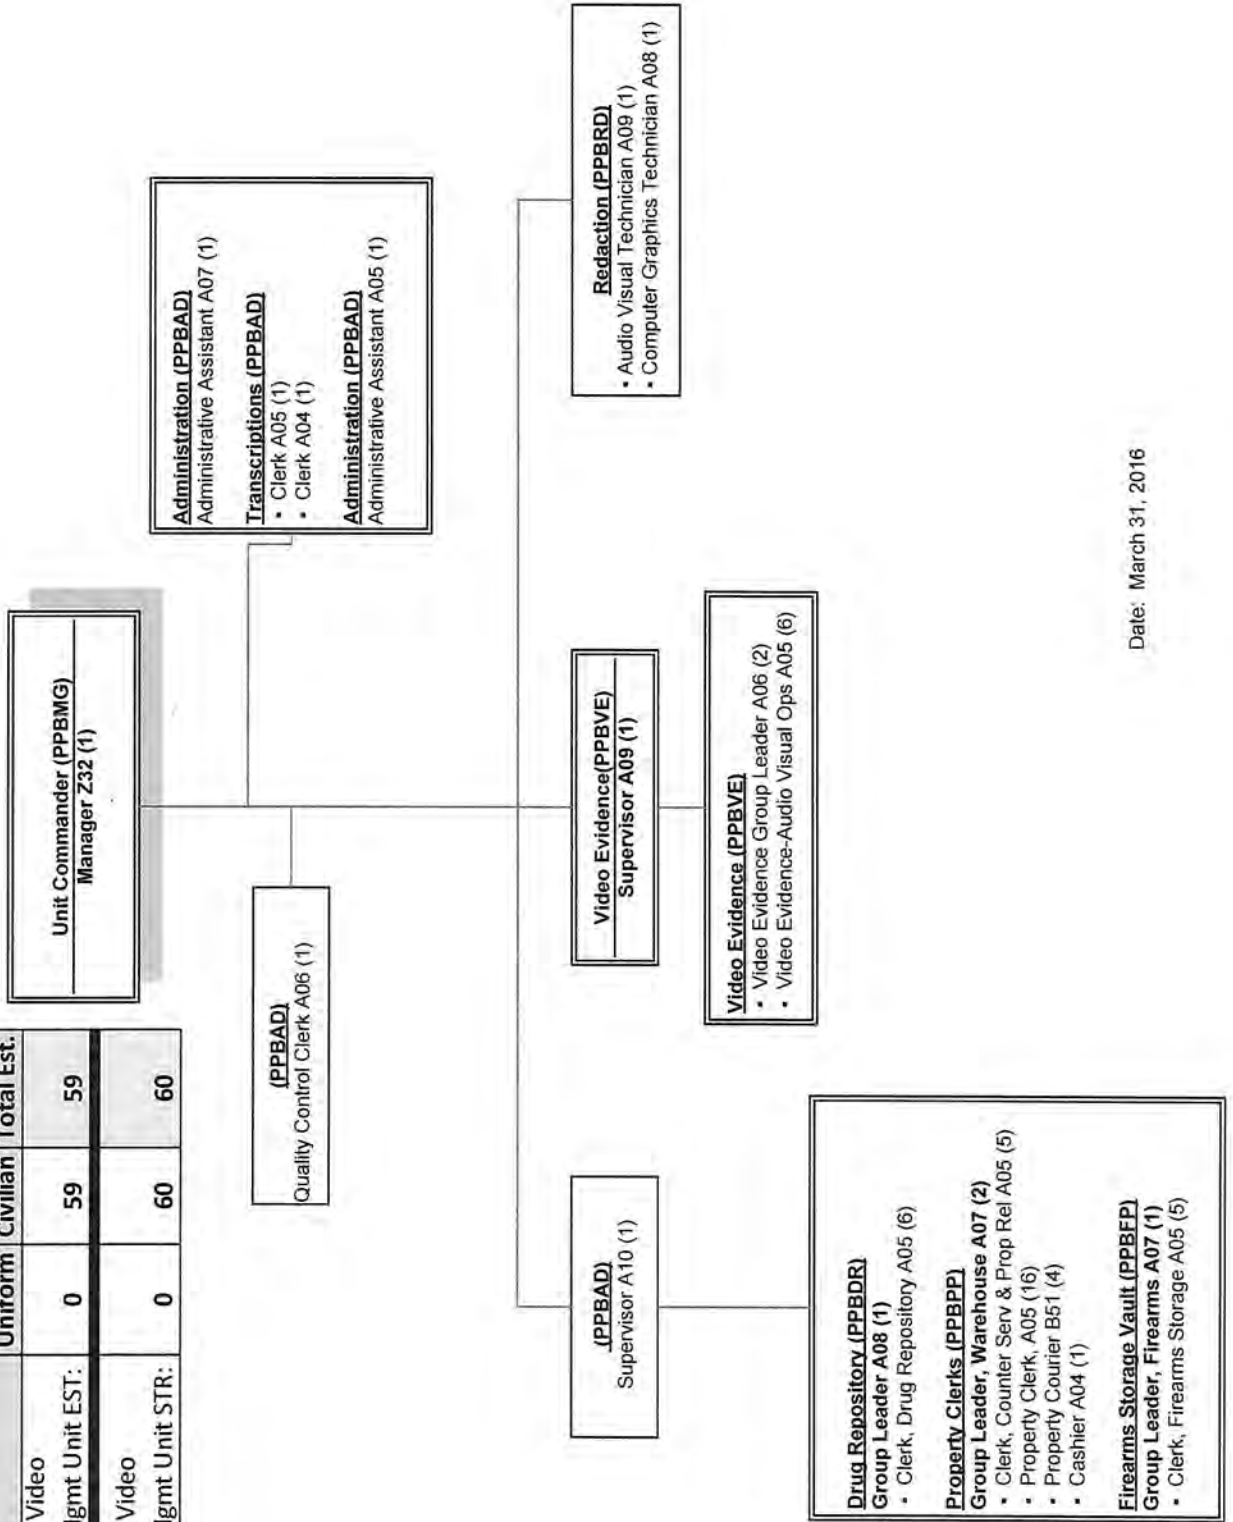 Uniform Civilian Total Est.
Video
Mgmt Unit EST: 0 59 59
Video
Mgmt Unit STR: 0 60 60
Unit Commander (PPBMG)
Manager Z32 (1)
Administration (PPBAD)
Administrative Assistant A07 (1)
Transcriptions (PPBAD)
▪ Clerk A05 (1)
▪ Clerk A04 (1)
Administration (PPBAD)
Administrative Assistant A05 (1)
(PPBAD)
Quality Control Clerk A06 (1)
(PPBAD)
Supervisor A10 (1)
Video Evidence(PPBVE)
Supervisor A09 (1)
Redaction (PPBRD)
▪ Audio Visual Technician A09 (1)
▪ Computer Graphics Technician A08 (1)
Video Evidence (PPBVE)
▪ Video Evidence Group Leader A06 (2)
▪ Video Evidence-Audio Visual Ops A05 (6)
Drug Repository (PPBDR)
Group Leader A08 (1)
▪ Clerk, Drug Repository A05 (6)
Property Clerks (PPBPP)
Group Leader, Warehouse A07 (2)
▪ Clerk, Counter Serv & Prop Rel A05 (5)
▪ Property Clerk, A05 (16)
▪ Property Courier B51 (4)
▪ Cashier A04 (1)
Firearms Storage Vault (PPBFP)
Group Leader, Firearms A07 (1)
▪ Clerk, Firearms Storage A05 (5)
Date: March 31, 2016